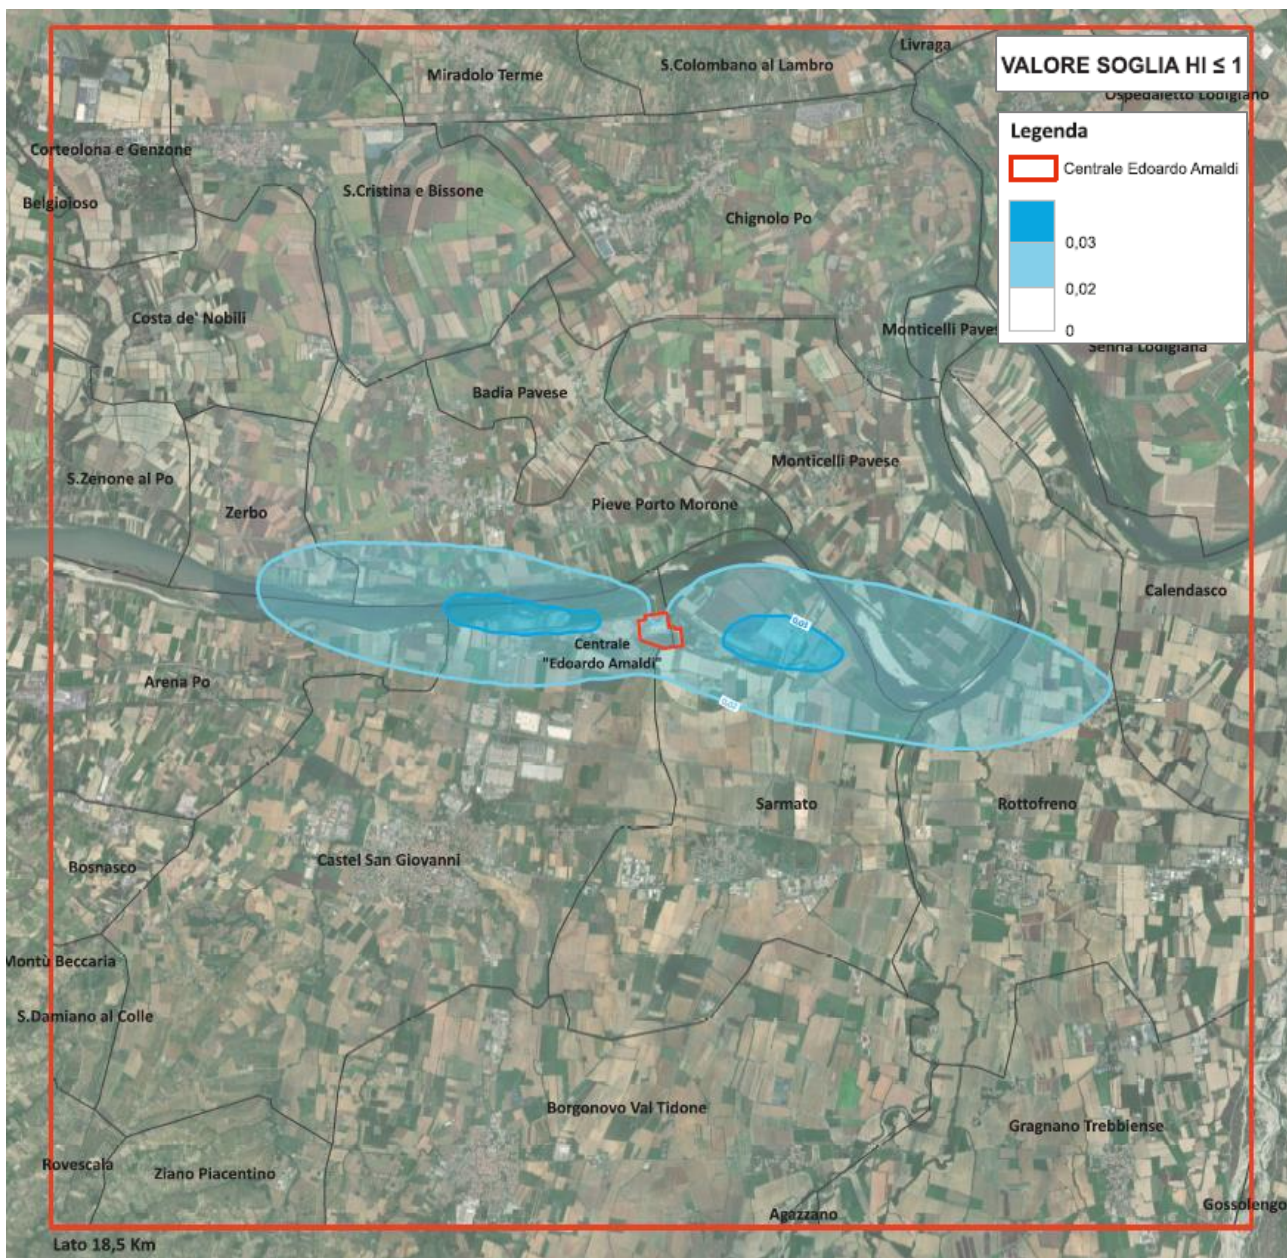 Livraga
S.Colombano al Lambro
Miradolo Terme
VALORE SOGLIA HI ≤ 1
Ospedaletto Lodigiano
Legenda
Centrale Edoardo Amaldi
0,03
0,02
0
Corteolona e Genzone
S.Cristina e Bissone
Belgioioso
Chignolo Po
Costa de' Nobili
Monticelli Pavese
Senna Lodigiana
Badia Pavese
Monticelli Pavese
S.Zenone al Po
Pieve Porto Morone
Zerbo
Calendasco
Centrale
"Edoardo Amaldi"
Arena Po
Sarmato
Rottofreno
Castel San Giovanni
Bosnasco
Montù Beccaria
S.Damiano al Colle
Borgonovo Val Tidone
Gragnano Trebbiense
Rovescala
Ziano Piacentino
Gossolengo
Agazzano
Lato 18,5 Km